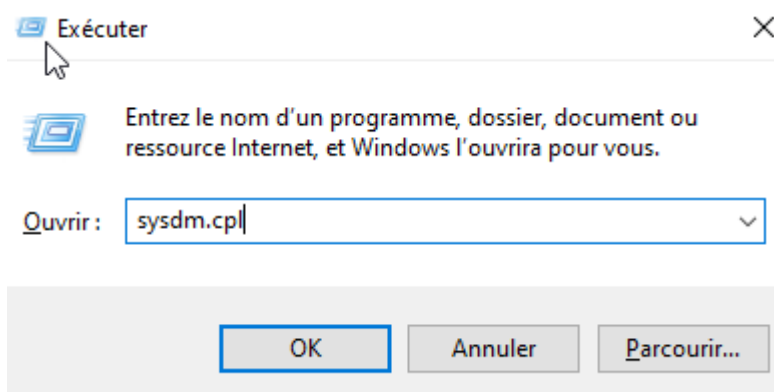 Exécuter
Entrez le nom d’un programme, dossier, document ou
ressource Internet, et Windows l’ouvrira pour vous.
Ouvrir : sysdm.cpl
OK Annuler Parcourir...